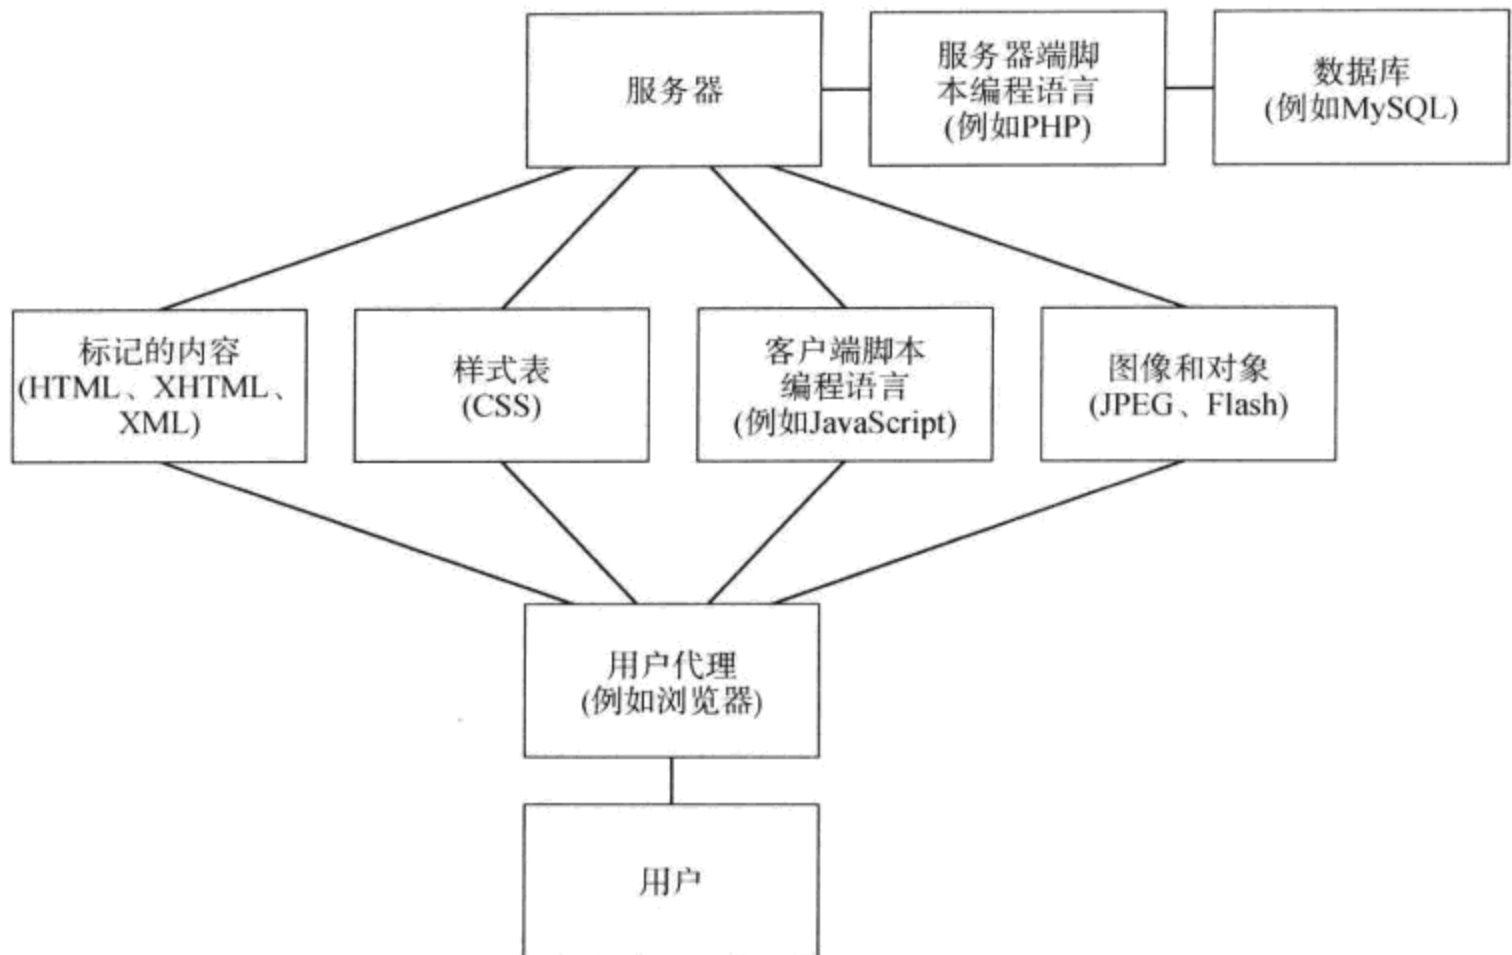 服务器
服务器端脚
本编程语言
(例如PHP)
数据库
(例如MySQL)
标记的内容
(HTML、XHTML、
XML)
样式表
(CSS)
客户端脚本
编程语言
(例如JavaScript)
图像和对象
(JPEG、Flash)
用户代理
(例如浏览器)
用户